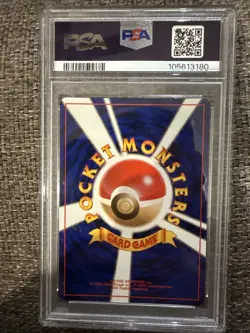 PSA
PSA
105613180
POCKET MONSTERS
CARD GAME